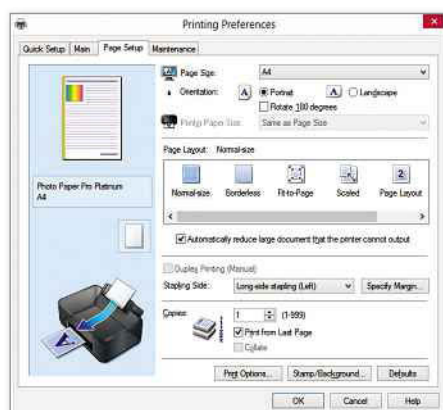 Printing Preferences
Quick Setup Main Page Setup Maintenance
Page Size: A4
Orientation: A Portrait A Landscape
Rotate 180 degrees
Printer Paper Size: Same as Page Size
Page Layout: Normal-size
Normal-size Borderless Fit-to-Page Scaled Page Layout
Photo Paper Pro Platinum
A4
Automatically reduce large document that the printer cannot output
Duplex Printing (Manual)
Stapling Side: Long-side stapling (Left) Specify Margin...
Copies: 1 (1-999)
Print from Last Page
Collate
Print Options... Stamp/Background... Defaults
OK Cancel Help